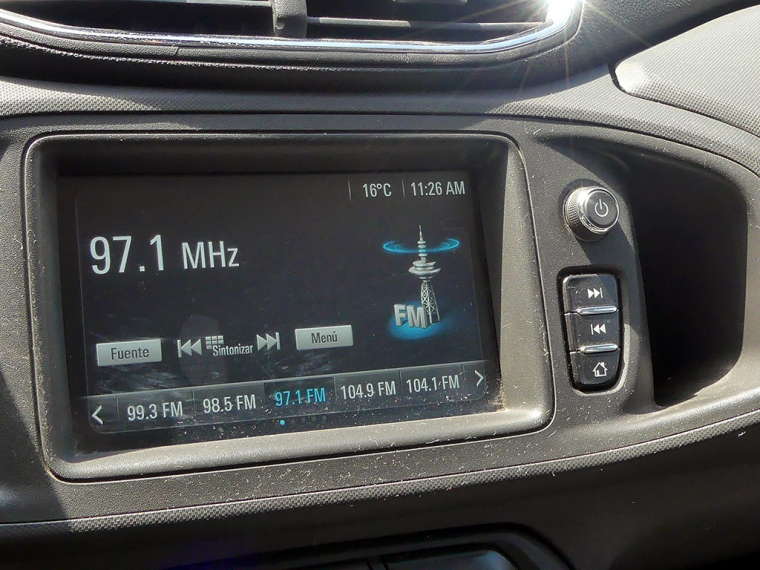 16°C 11:26 AM
97.1 MHz
FM
Fuente Sintonizar Menú
99.3 FM 98.5 FM 97.1 FM 104.9 FM 104.1 FM